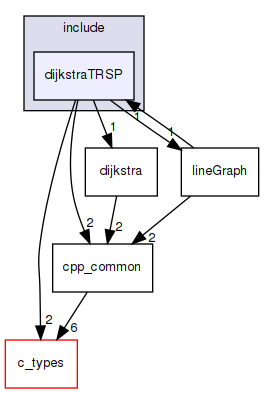 include
dijkstraTRSP
1
1
1
dijkstra
lineGraph
2
2
2
cpp_common
2
6
c_types